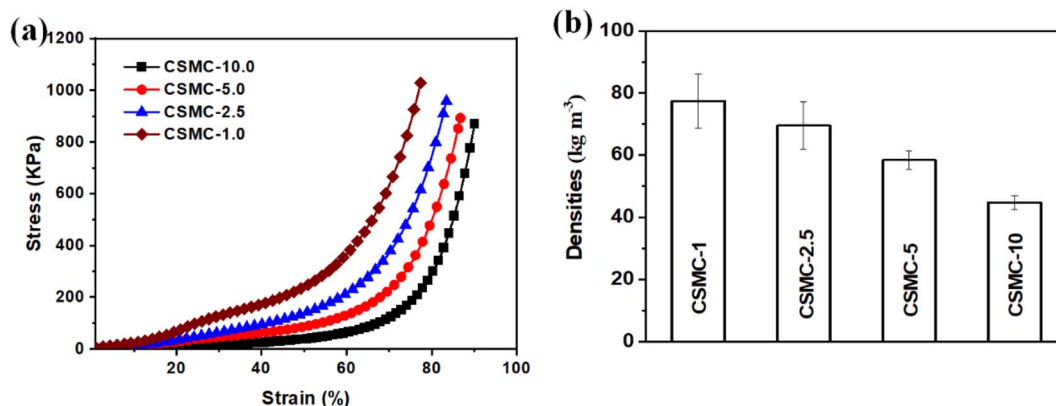 (a)
1200
1000
800
600
400
200
0
CSMC-10.0
CSMC-5.0
CSMC-2.5
CSMC-1.0
Stress (KPa)
20 40 60 80 100
Strain (%)
(b)
100
80
60
40
20
0
Densities (kg m⁻³)
CSMC-1
CSMC-2.5
CSMC-5
CSMC-10